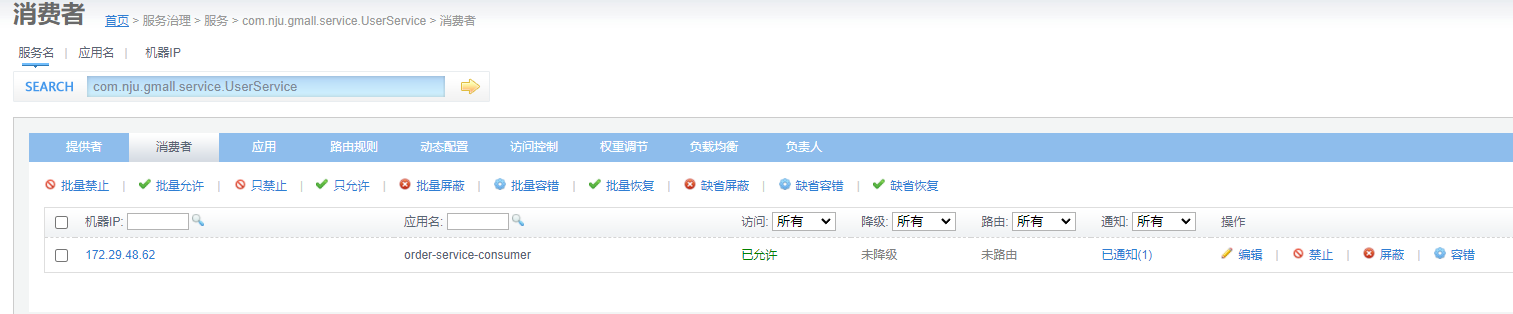 消费者 首页 > 服务治理 > 服务 > com.nju.gmall.service.UserService > 消费者
服务名 | 应用名 | 机器IP
SEARCH com.nju.gmall.service.UserService
提供者 消费者 应用 路由规则 动态配置 访问控制 权重调节 负载均衡 负责人
批量禁止 | 批量允许 | 只禁止 | 只允许 | 批量屏蔽 | 批量容错 | 批量恢复 | 缺省屏蔽 | 缺省容错 | 缺省恢复
机器IP: 应用名: 访问: 所有 降级: 所有 路由: 所有 通知: 所有 操作
172.29.48.62 order-service-consumer 已允许 未降级 未路由 已通知(1) 编辑 | 禁止 | 屏蔽 | 容错